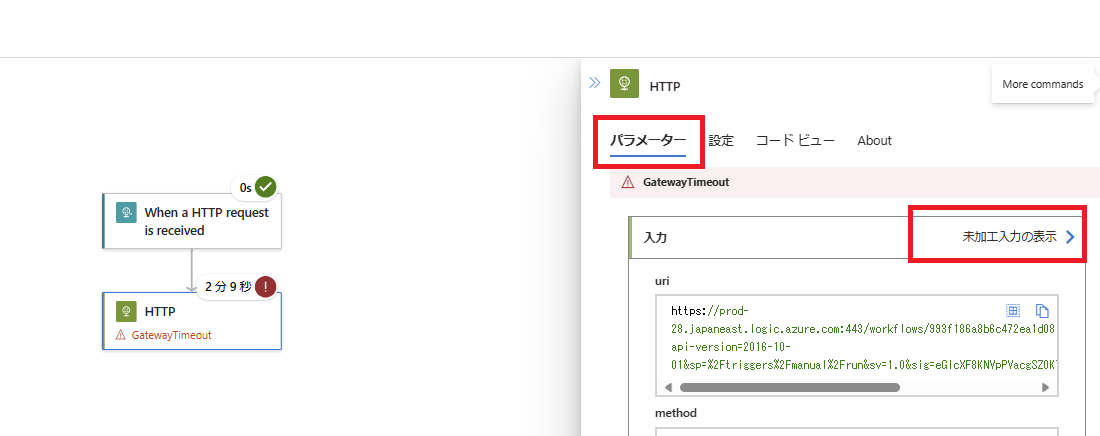 HTTP
More commands
パラメーター 設定 コード ビュー About
GatewayTimeout
0s
When a HTTP request
is received
2 分 9 秒
HTTP
GatewayTimeout
入力 未加工入力の表示
uri
https://prod-
28.japaneast.logic.azure.com:443/workflows/993f186a8b6c472ea1d08
api-version=2016-10-
01&sp=%2Ftriggers%2Fmanual%2Frun&sv=1.0&sig=eGIcXF8KNYpPYacgSZ0K
method